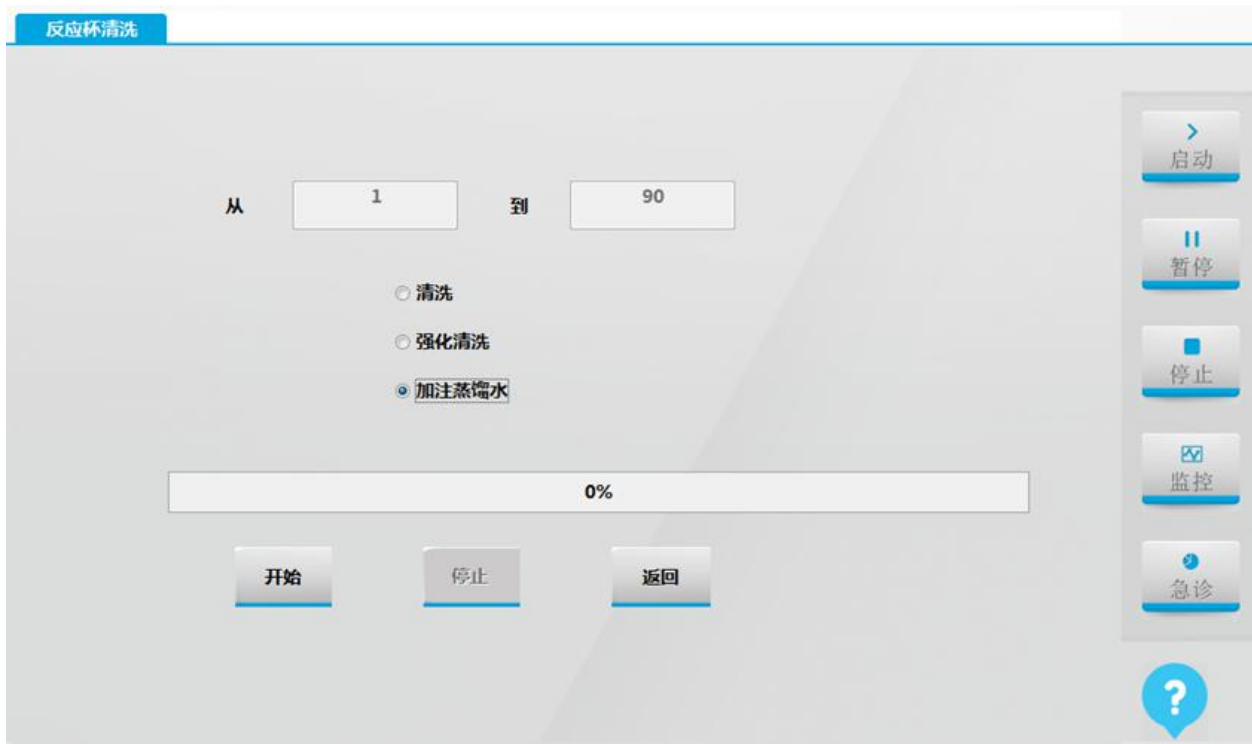 反应杯清洗
从 1 到 90
清洗
强化清洗
加注蒸馏水
0%
开始 停止 返回
启动
暂停
停止
监控
急诊
?